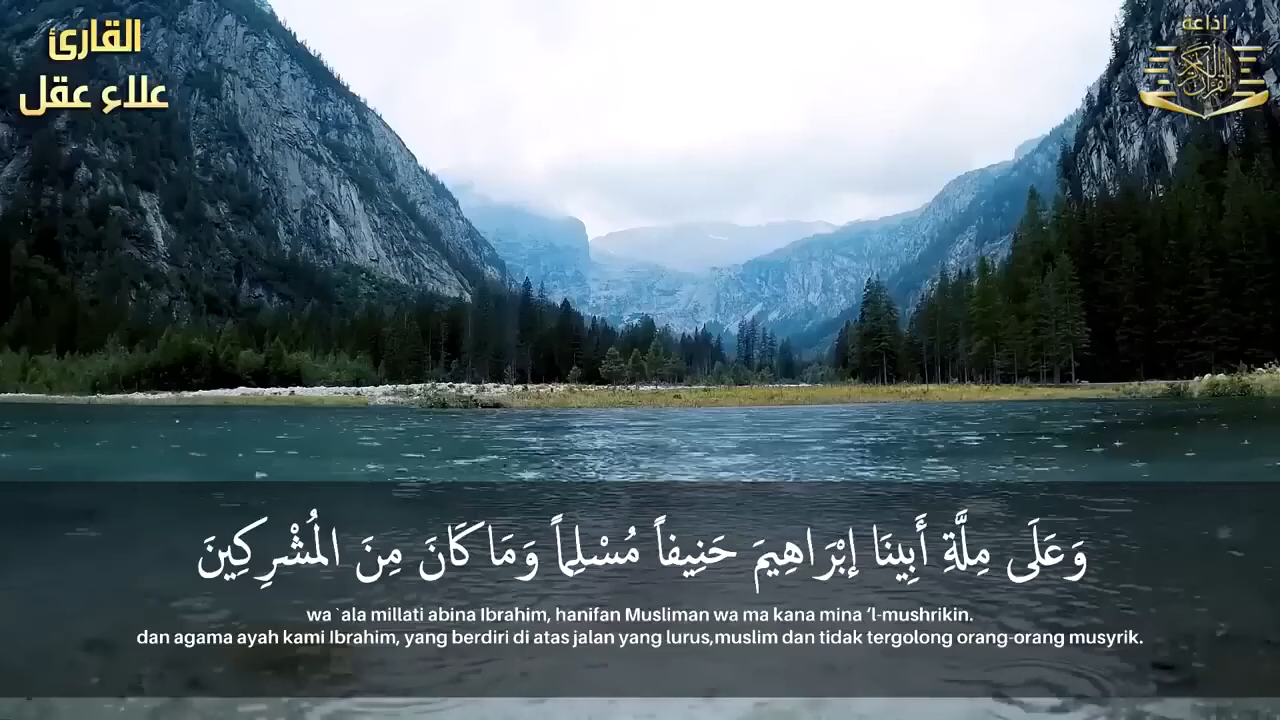 القارئ
علاء عقل
اذاعة
القرآن الكريم
وَعَلَى مِلَّةِ أَبِينَا إِبْرَاهِيمَ حَنِيفاً مُسْلِماً وَمَا كَانَ مِنَ الْمُشْرِكِينَ
wa `ala millati abina Ibrahim, hanifan Musliman wa ma kana mina ‘l-mushrikin.
dan agama ayah kami Ibrahim, yang berdiri di atas jalan yang lurus,muslim dan tidak tergolong orang-orang musyrik.